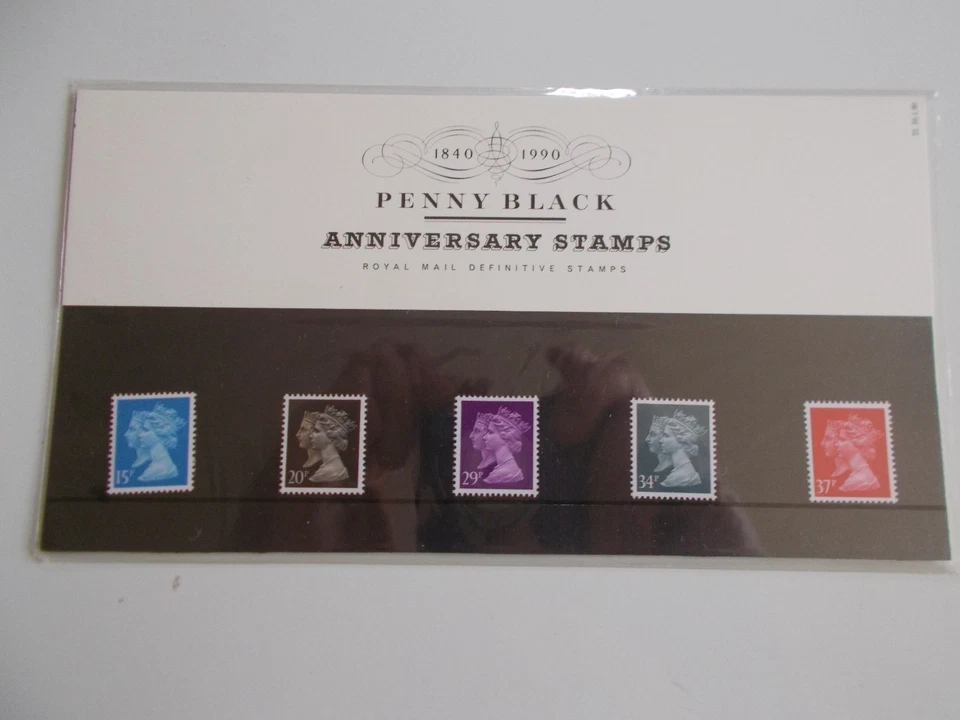 1840 1990
PENNY BLACK
ANNIVERSARY STAMPS
ROYAL MAIL DEFINITIVE STAMPS
15P 20P 29P 34P 37P